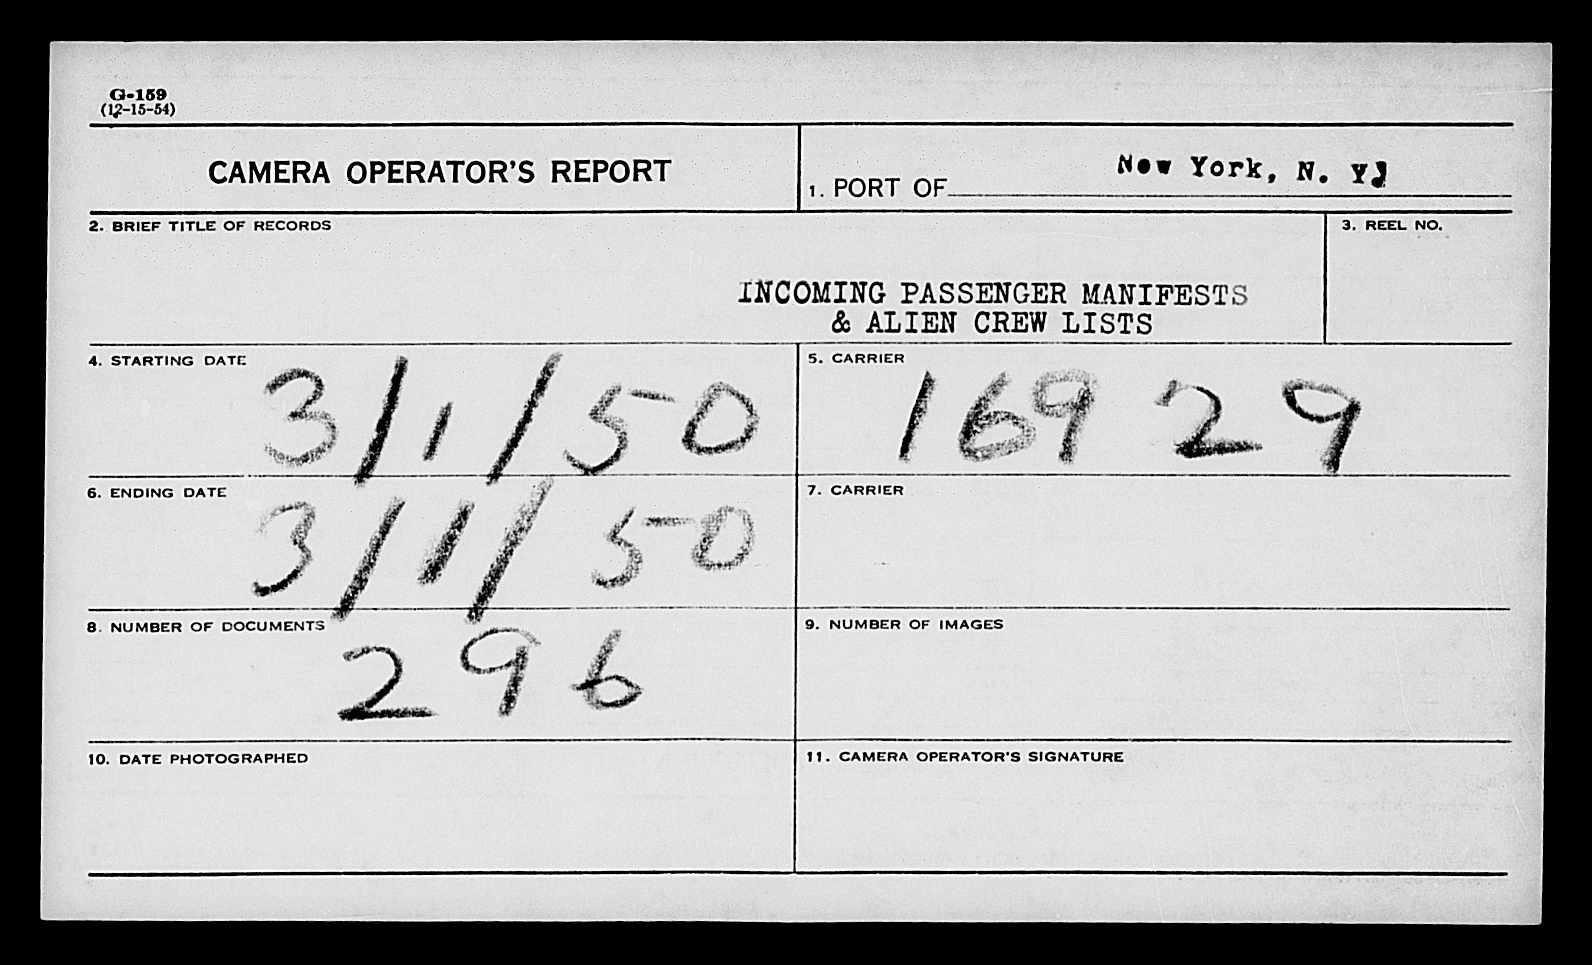 G-159
(12-15-54)
CAMERA OPERATOR'S REPORT
1. PORT OF New York, N. Y.
2. BRIEF TITLE OF RECORDS
3. REEL NO.
INCOMING PASSENGER MANIFESTS
& ALIEN CREW LISTS
4. STARTING DATE
3/1/50
5. CARRIER
16929
6. ENDING DATE
3/1/50
7. CARRIER
8. NUMBER OF DOCUMENTS
296
9. NUMBER OF IMAGES
10. DATE PHOTOGRAPHED
11. CAMERA OPERATOR'S SIGNATURE